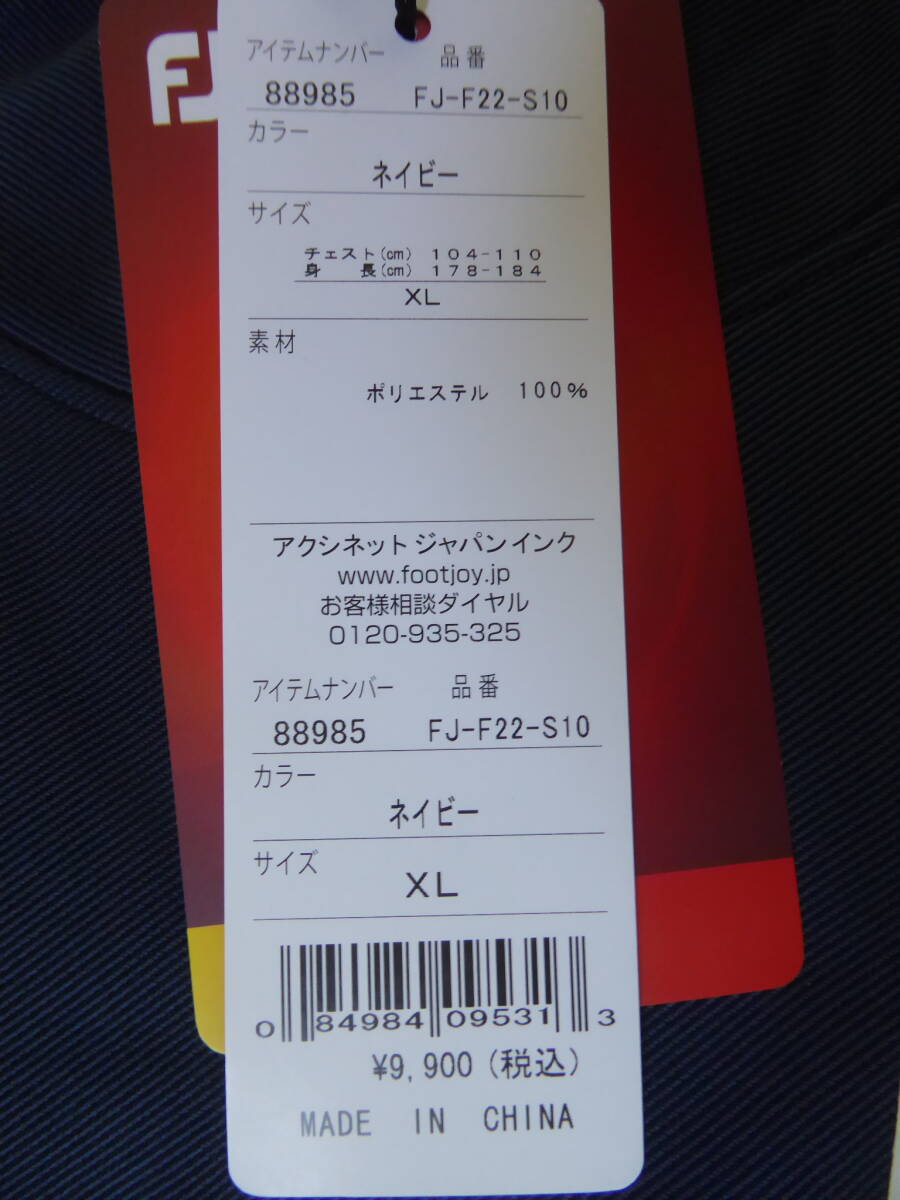 FJ
アイテムナンバー 品番
88985 FJ-F22-S10
カラー
ネイビー
サイズ
チェスト(cm) 104-110
身 長(cm) 178-184
XL
素材
ポリエステル 100%
アクシネット ジャパン インク
www.footjoy.jp
お客様相談ダイヤル
0120-935-325
アイテムナンバー 品番
88985 FJ-F22-S10
カラー
ネイビー
サイズ
XL
0 84984 09531 3
¥9,900 (税込)
MADE IN CHINA